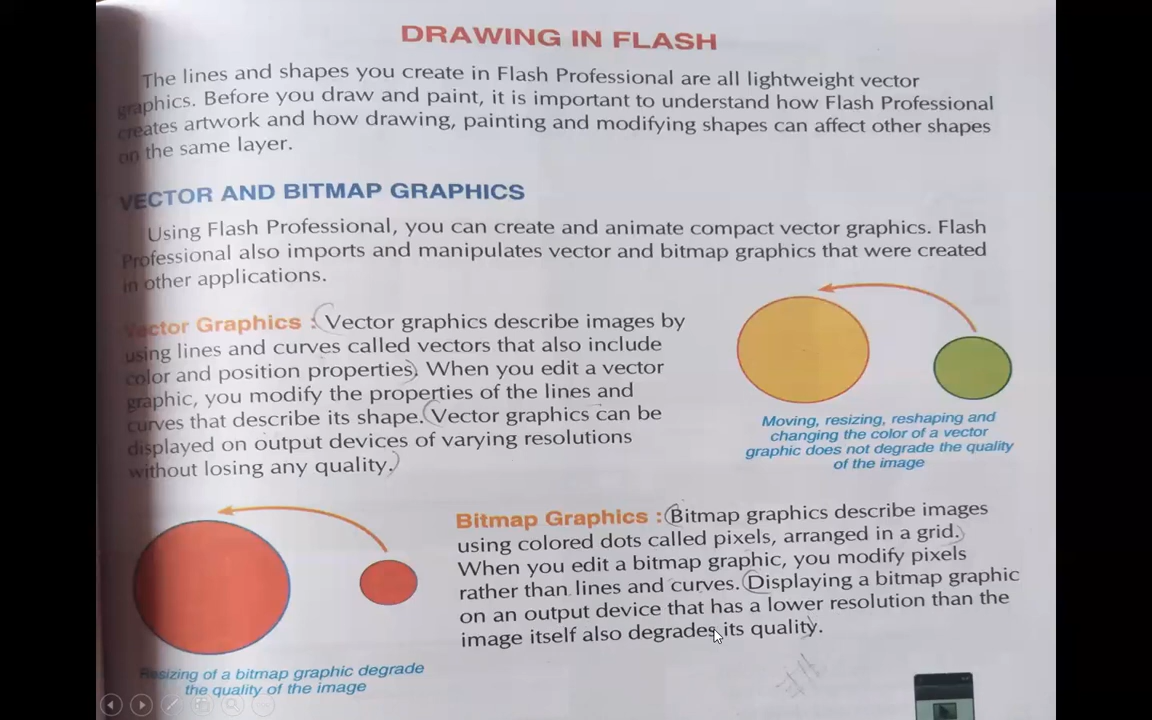 DRAWING IN FLASH
The lines and shapes you create in Flash Professional are all lightweight vector
graphics. Before you draw and paint, it is important to understand how Flash Professional
creates artwork and how drawing, painting and modifying shapes can affect other shapes
on the same layer.
VECTOR AND BITMAP GRAPHICS
Using Flash Professional, you can create and animate compact vector graphics. Flash
Professional also imports and manipulates vector and bitmap graphics that were created
in other applications.
Vector Graphics : Vector graphics describe images by
using lines and curves called vectors that also include
color and position properties. When you edit a vector
graphic, you modify the properties of the lines and
curves that describe its shape. Vector graphics can be
displayed on output devices of varying resolutions
without losing any quality.
Moving, resizing, reshaping and
changing the color of a vector
graphic does not degrade the quality
of the image
Bitmap Graphics : Bitmap graphics describe images
using colored dots called pixels, arranged in a grid.
When you edit a bitmap graphic, you modify pixels
rather than lines and curves. Displaying a bitmap graphic
on an output device that has a lower resolution than the
image itself also degrades its quality.
Resizing of a bitmap graphic degrade
the quality of the image